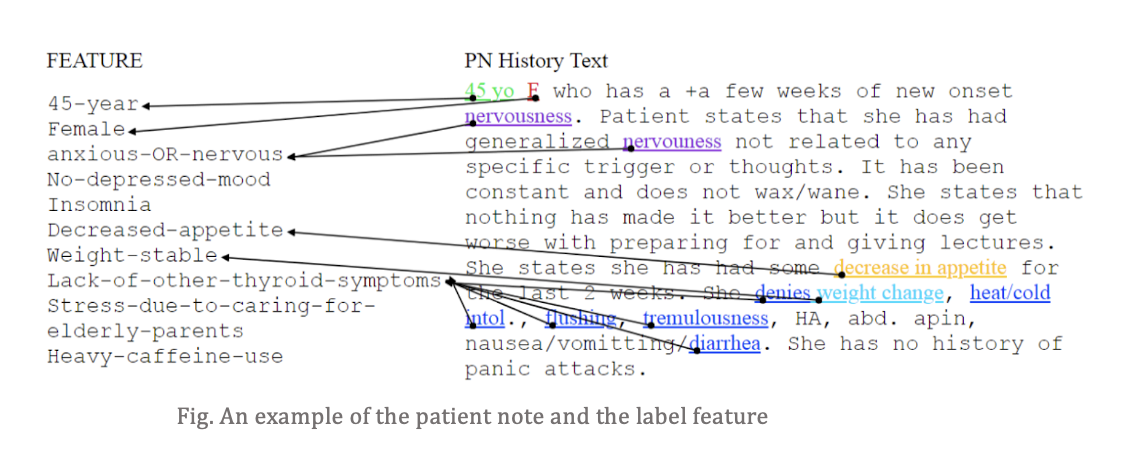 FEATURE
45-year
Female
anxious-OR-nervous
No-depressed-mood
Insomnia
Decreased-appetite
Weight-stable
Lack-of-other-thyroid-symptoms
Stress-due-to-caring-for-
elderly-parents
Heavy-caffeine-use
PN History Text
45 yo F who has a +a few weeks of new onset
nervousness. Patient states that she has had
generalized nervouness not related to any
specific trigger or thoughts. It has been
constant and does not wax/wane. She states that
nothing has made it better but it does get
worse with preparing for and giving lectures.
She states she has had some decrease in appetite for
the last 2 weeks. She denies weight change, heat/cold
intol., flushing, tremulousness, HA, abd. apin,
nausea/vomitting/diarrhea. She has no history of
panic attacks.
Fig. An example of the patient note and the label feature